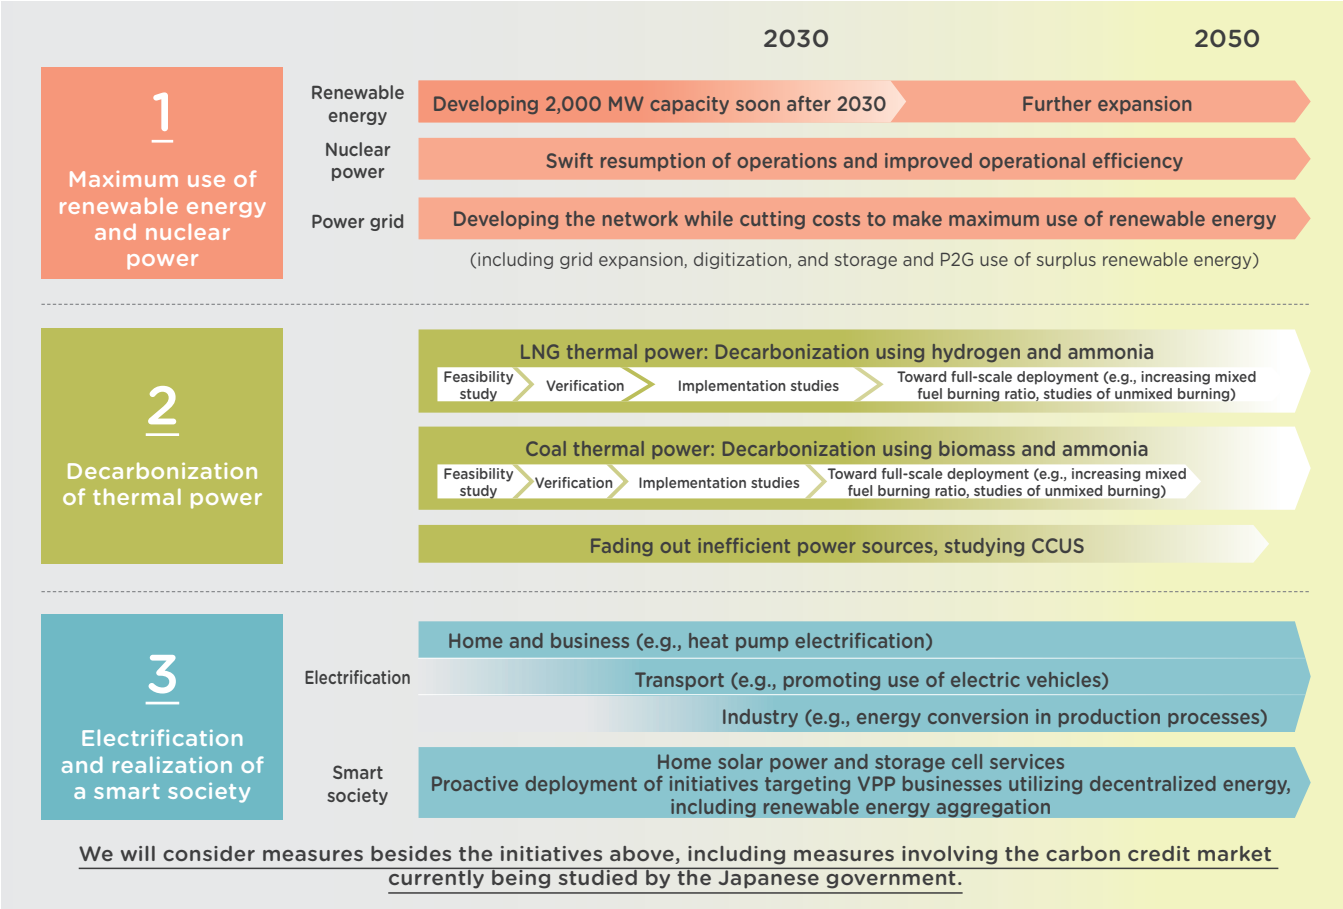 2030
2050
1
Maximum use of
renewable energy
and nuclear
power
Renewable
energy
Developing 2,000 MW capacity soon after 2030
Further expansion
Nuclear
power
Swift resumption of operations and improved operational efficiency
Power grid
Developing the network while cutting costs to make maximum use of renewable energy
(including grid expansion, digitization, and storage and P2G use of surplus renewable energy)
2
Decarbonization
of thermal power
LNG thermal power: Decarbonization using hydrogen and ammonia
Feasibility
study
Verification
Implementation studies
Toward full-scale deployment (e.g., increasing mixed
fuel burning ratio, studies of unmixed burning)
Coal thermal power: Decarbonization using biomass and ammonia
Feasibility
study
Verification
Implementation studies
Toward full-scale deployment (e.g., increasing mixed
fuel burning ratio, studies of unmixed burning)
Fading out inefficient power sources, studying CCUS
3
Electrification
and realization of
a smart society
Electrification
Home and business (e.g., heat pump electrification)
Transport (e.g., promoting use of electric vehicles)
Industry (e.g., energy conversion in production processes)
Smart
society
Home solar power and storage cell services
Proactive deployment of initiatives targeting VPP businesses utilizing decentralized energy,
including renewable energy aggregation
We will consider measures besides the initiatives above, including measures involving the carbon credit market
currently being studied by the Japanese government.